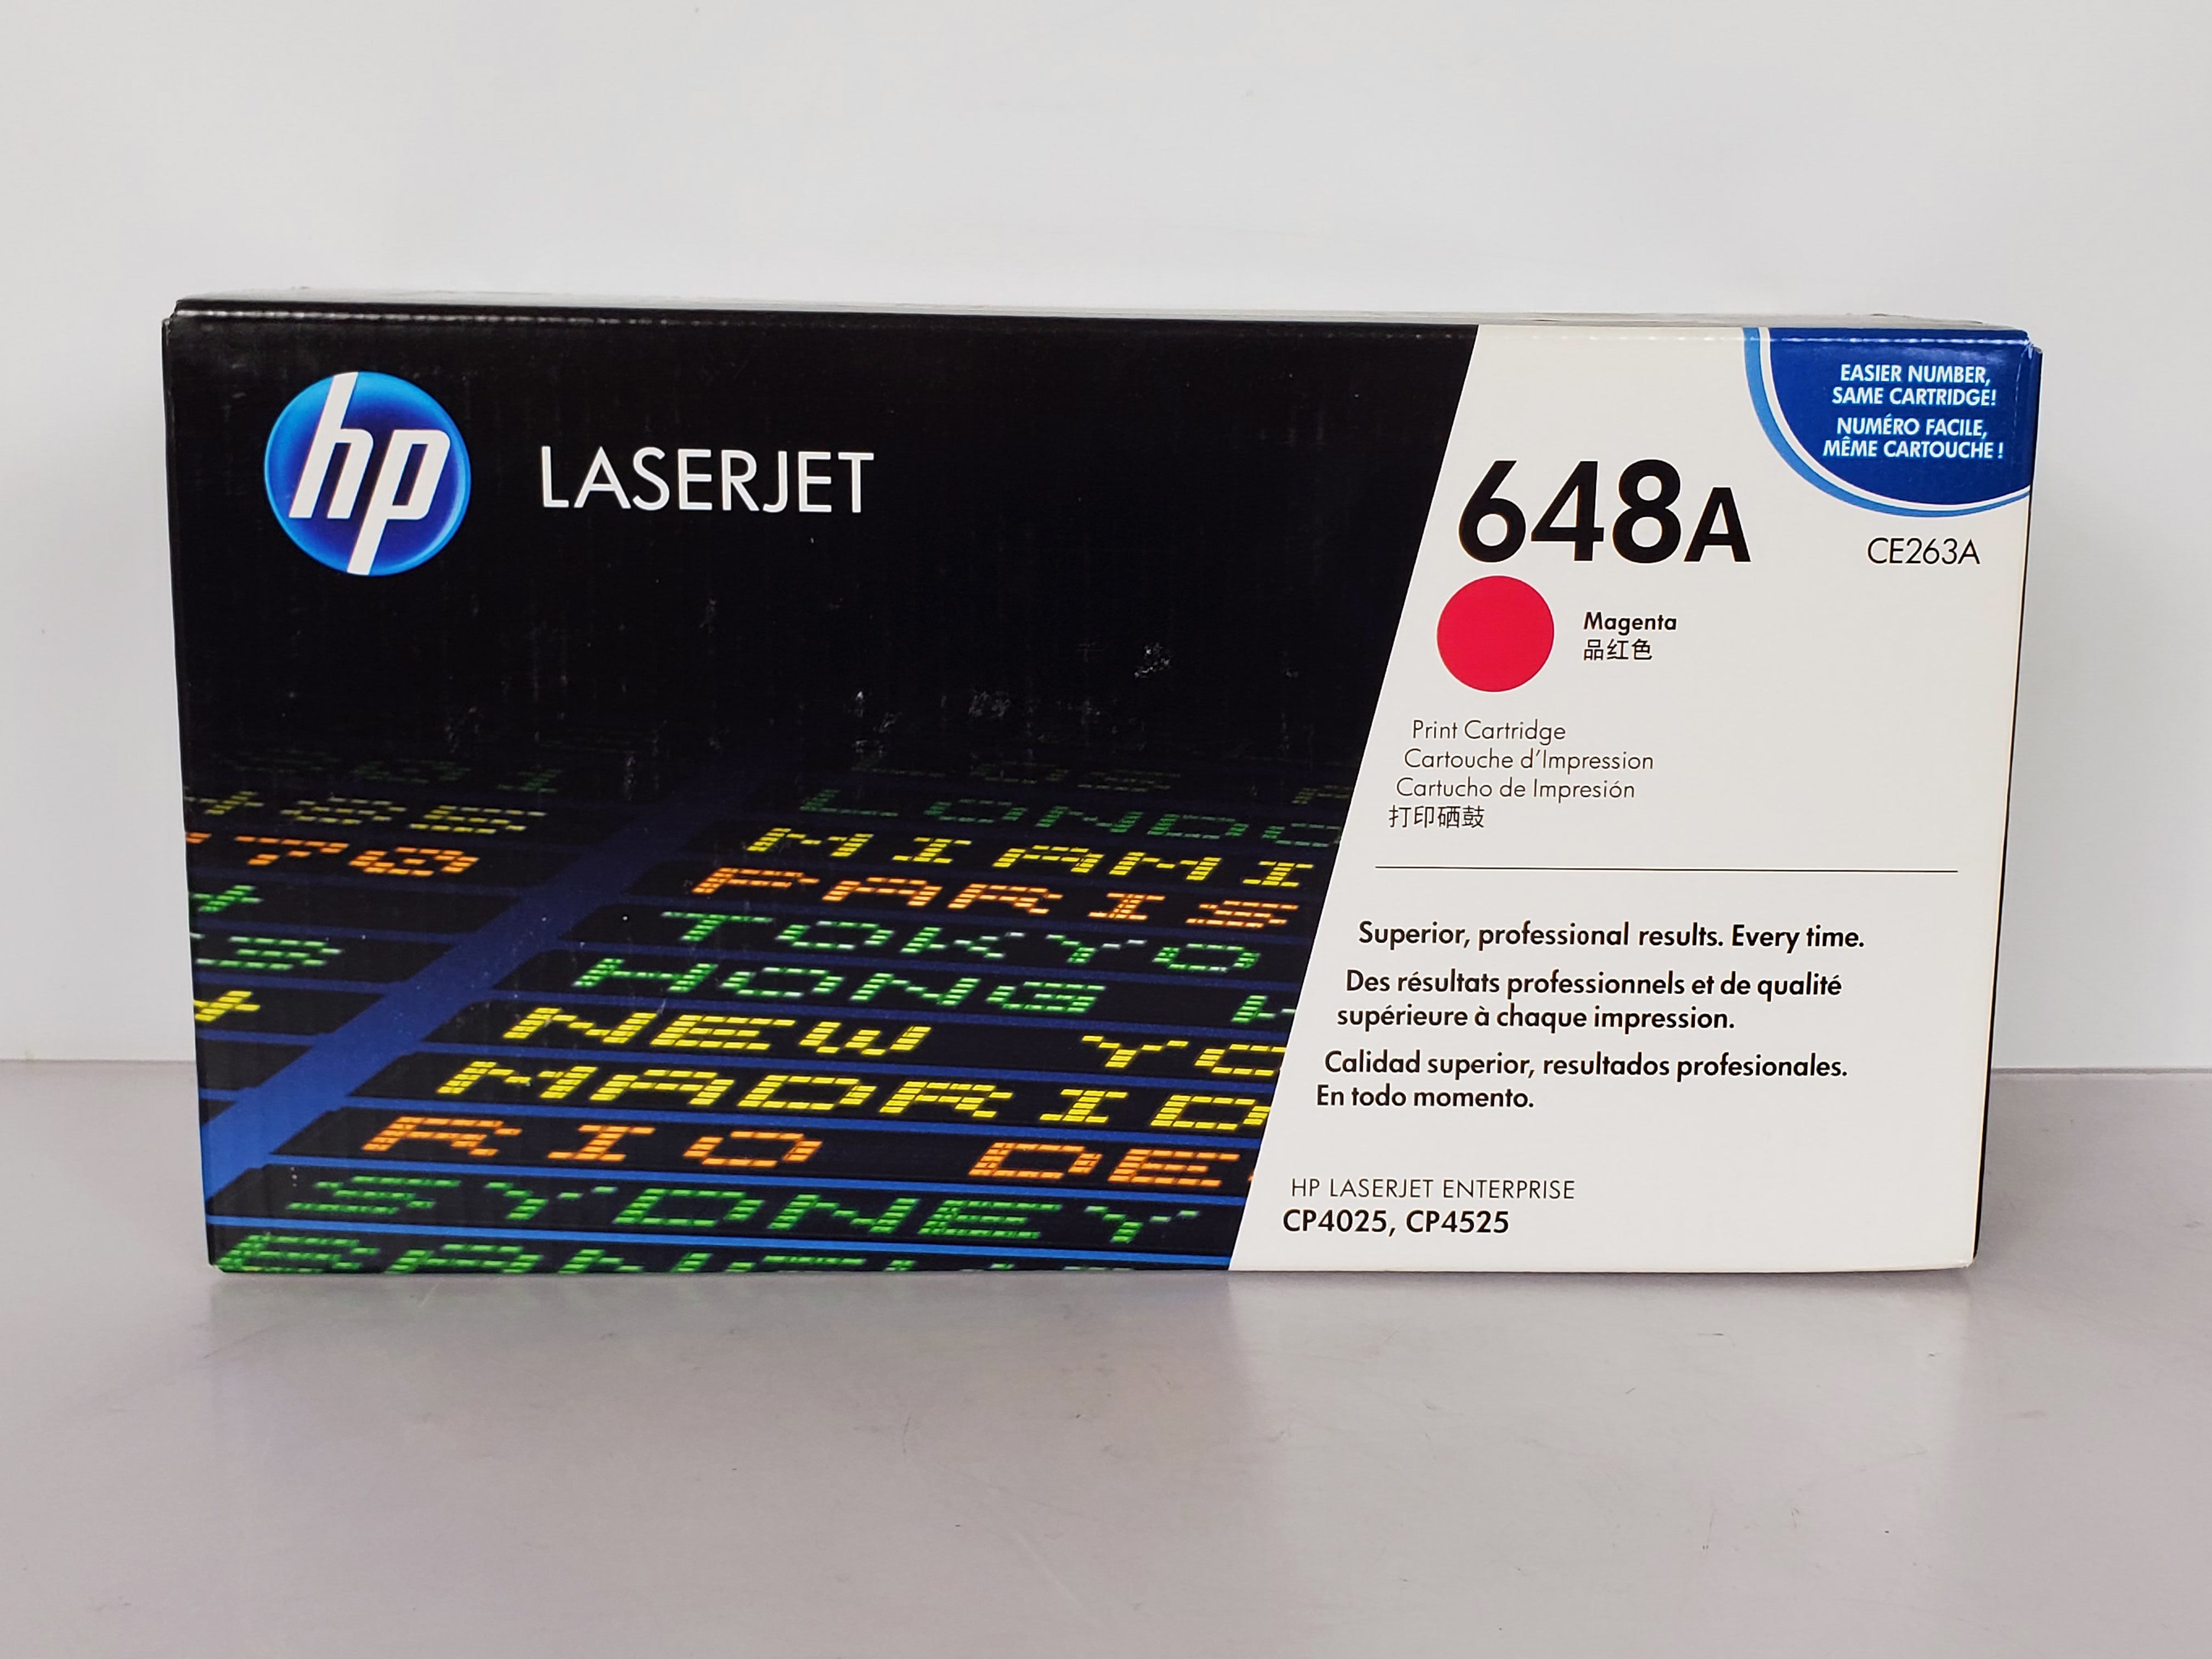 hp
LASERJET
EASIER NUMBER,
SAME CARTRIDGE!
NUMÉRO FACILE,
MÊME CARTOUCHE !
648A
CE263A
Magenta
品红色
Print Cartridge
Cartouche d'Impression
Cartucho de Impresión
打印硒鼓
Superior, professional results. Every time.
Des résultats professionnels et de qualité
supérieure à chaque impression.
Calidad superior, resultados profesionales.
En todo momento.
HP LASERJET ENTERPRISE
CP4025, CP4525
LONDO
MIAMI
PARIS
TOKYO
HONG
NEW YO
MADRID
RIO DE
SYDNEY